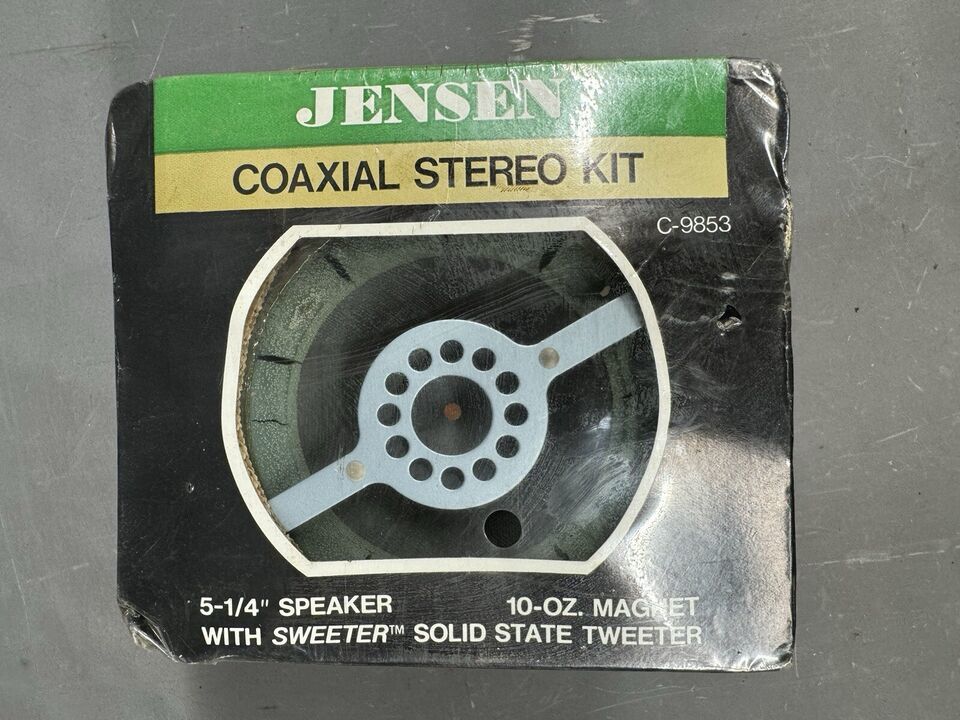 JENSEN
COAXIAL STEREO KIT
C-9853
5-1/4" SPEAKER 10-OZ. MAGNET
WITH SWEETER™ SOLID STATE TWEETER